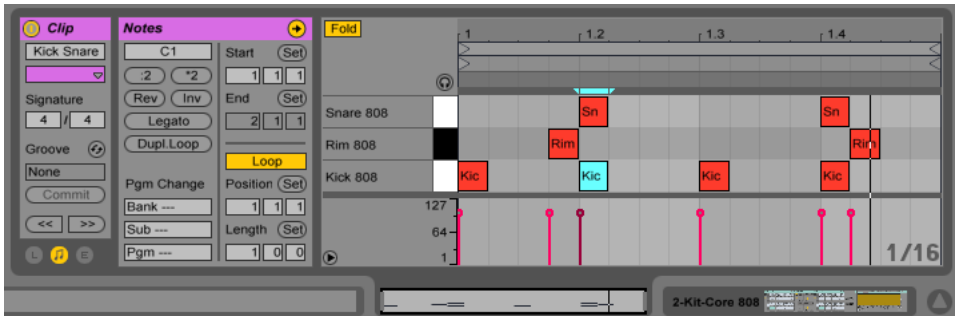 Clip
Kick Snare
Signature
4 / 4
Groove
None
Commit
<< >>
L E
Notes
C1
:2 *2
Rev Inv
Legato
Dupl.Loop
Pgm Change
Bank ---
Sub ---
Pgm ---
Start Set
1 1 1
End Set
2 1 1
Loop
Position Set
1 1 1
Length Set
1 0 0
Fold
1 1.2 1.3 1.4
Snare 808 Sn Sn
Rim 808 Rim Rim
Kick 808 Kic Kic Kic Kic
127
64
1
1/16
2-Kit-Core 808